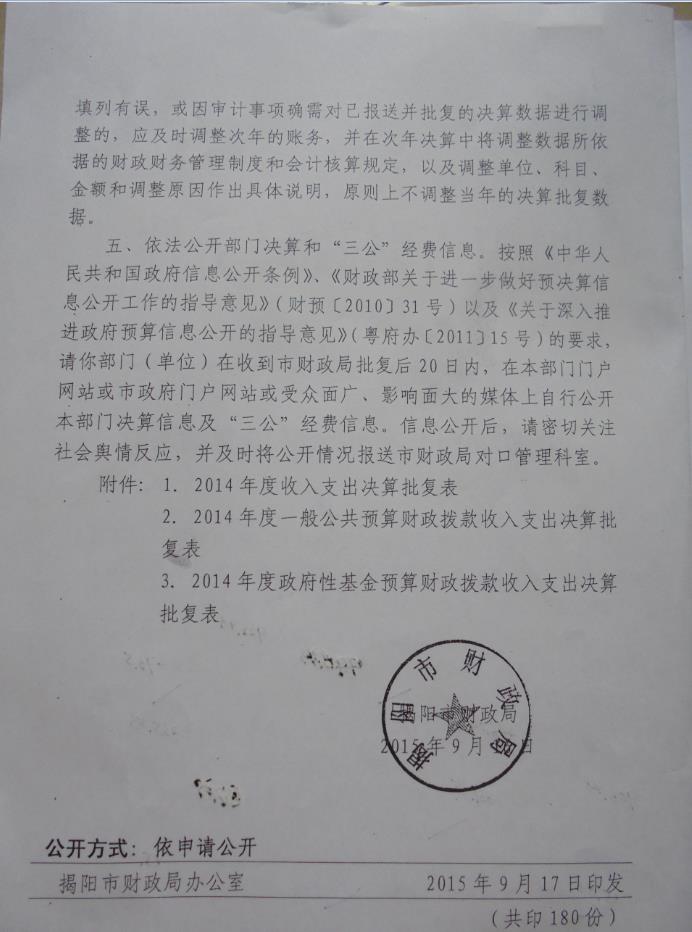 填列有误，或因审计事项确需对已报送并批复的决算数据进行调
整的，应及时调整次年的账务，并在次年决算中将调整数据所依
据的财政财务管理制度和会计核算规定，以及调整单位、科目、
金额和调整原因作出具体说明，原则上不调整当年的决算批复数
据。
五、依法公开部门决算和“三公”经费信息。按照《中华人
民共和国政府信息公开条例》、《财政部关于进一步做好预决算信
息公开工作的指导意见》（财预〔2010〕31号）以及《关于深入推
进政府预算信息公开的指导意见》（粤府办〔2011〕15号）的要求，
请你部门（单位）在收到市财政局批复后20日内，在本部门门户
网站或市政府门户网站或受众面广、影响面大的媒体上自行公开
本部门决算信息及“三公”经费信息。信息公开后，请密切关注
社会舆情反应，并及时将公开情况报送市财政局对口管理科室。
附件：1. 2014年度收入支出决算批复表
2. 2014年度一般公共预算财政拨款收入支出决算批
复表
3. 2014年度政府性基金预算财政拨款收入支出决算
批复表
揭阳市财政局
揭阳市财政局
2015年9月 日
公开方式：依申请公开
揭阳市财政局办公室 2015年9月17日印发
（共印180份）